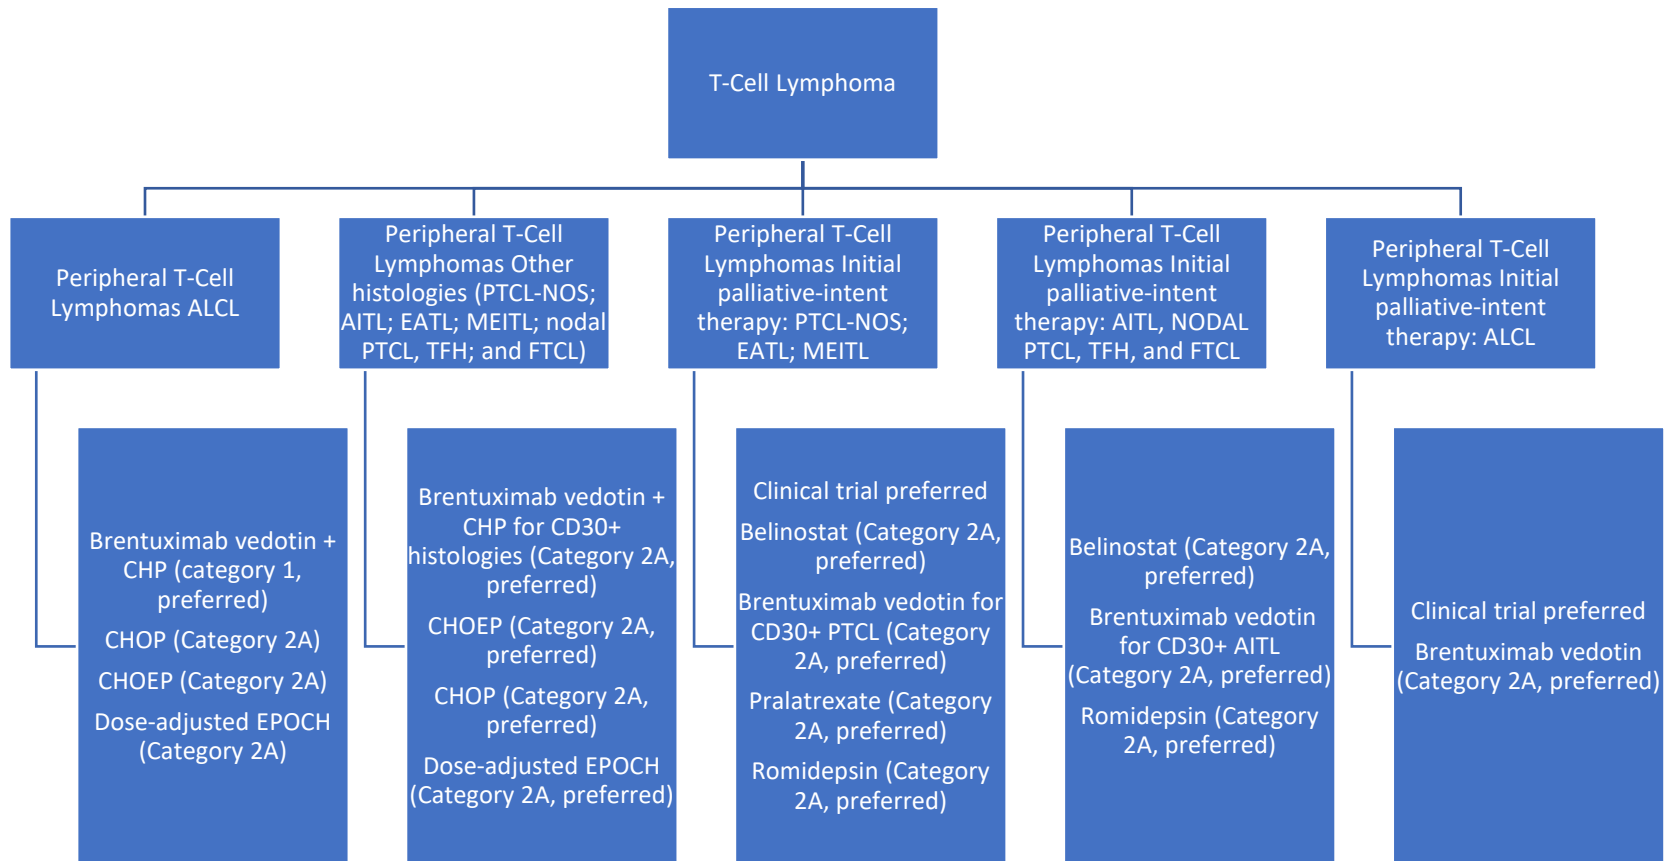 T-Cell Lymphoma
Peripheral T-Cell
Lymphomas ALCL
Peripheral T-Cell
Lymphomas Other
histologies (PTCL-NOS;
AITL; EATL; MEITL; nodal
PTCL, TFH; and FTCL)
Peripheral T-Cell
Lymphomas Initial
palliative-intent
therapy: PTCL-NOS;
EATL; MEITL
Peripheral T-Cell
Lymphomas Initial
palliative-intent
therapy: AITL, NODAL
PTCL, TFH, and FTCL
Peripheral T-Cell
Lymphomas Initial
palliative-intent
therapy: ALCL
Brentuximab vedotin +
CHP (category 1,
preferred)
CHOP (Category 2A)
CHOEP (Category 2A)
Dose-adjusted EPOCH
(Category 2A)
Brentuximab vedotin +
CHP for CD30+
histologies (Category 2A,
preferred)
CHOEP (Category 2A,
preferred)
CHOP (Category 2A,
preferred)
Dose-adjusted EPOCH
(Category 2A, preferred)
Clinical trial preferred
Belinostat (Category 2A,
preferred)
Brentuximab vedotin for
CD30+ PTCL (Category
2A, preferred)
Pralatrexate (Category
2A, preferred)
Romidepsin (Category
2A, preferred)
Belinostat (Category 2A,
preferred)
Brentuximab vedotin
for CD30+ AITL
(Category 2A, preferred)
Romidepsin (Category
2A, preferred)
Clinical trial preferred
Brentuximab vedotin
(Category 2A, preferred)